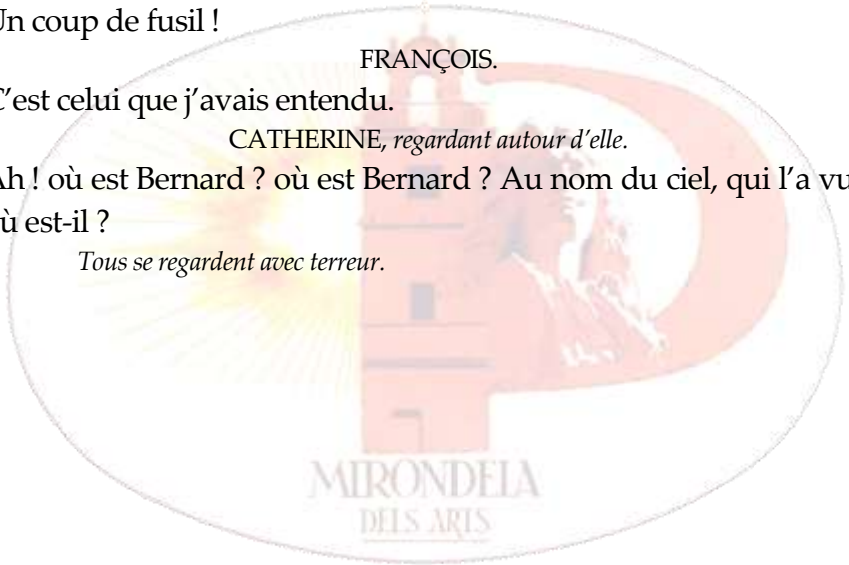 Un coup de fusil !
FRANÇOIS.
C’est celui que j’avais entendu.
CATHERINE, regardant autour d’elle.
Ah ! où est Bernard ? où est Bernard ? Au nom du ciel, qui l’a vu
où est-il ?
Tous se regardent avec terreur.
MIRONDELA
DELS ARTS